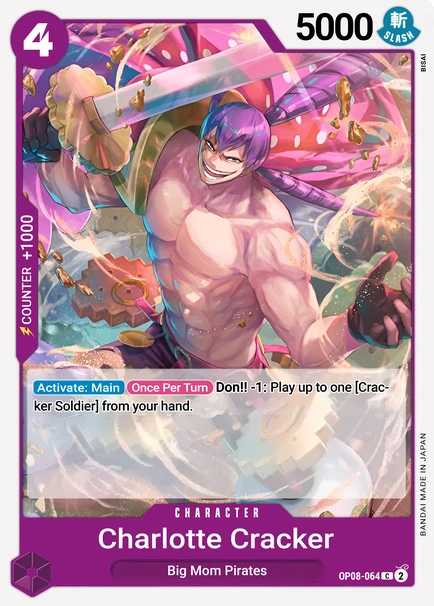 4
5000
斬
SLASH
BISAI
COUNTER +1000
Activate: Main Once Per Turn Don!! -1: Play up to one [Crac-
ker Soldier] from your hand.
CHARACTER
Charlotte Cracker
Big Mom Pirates
OP08-064 C 2
BANDAI MADE IN JAPAN